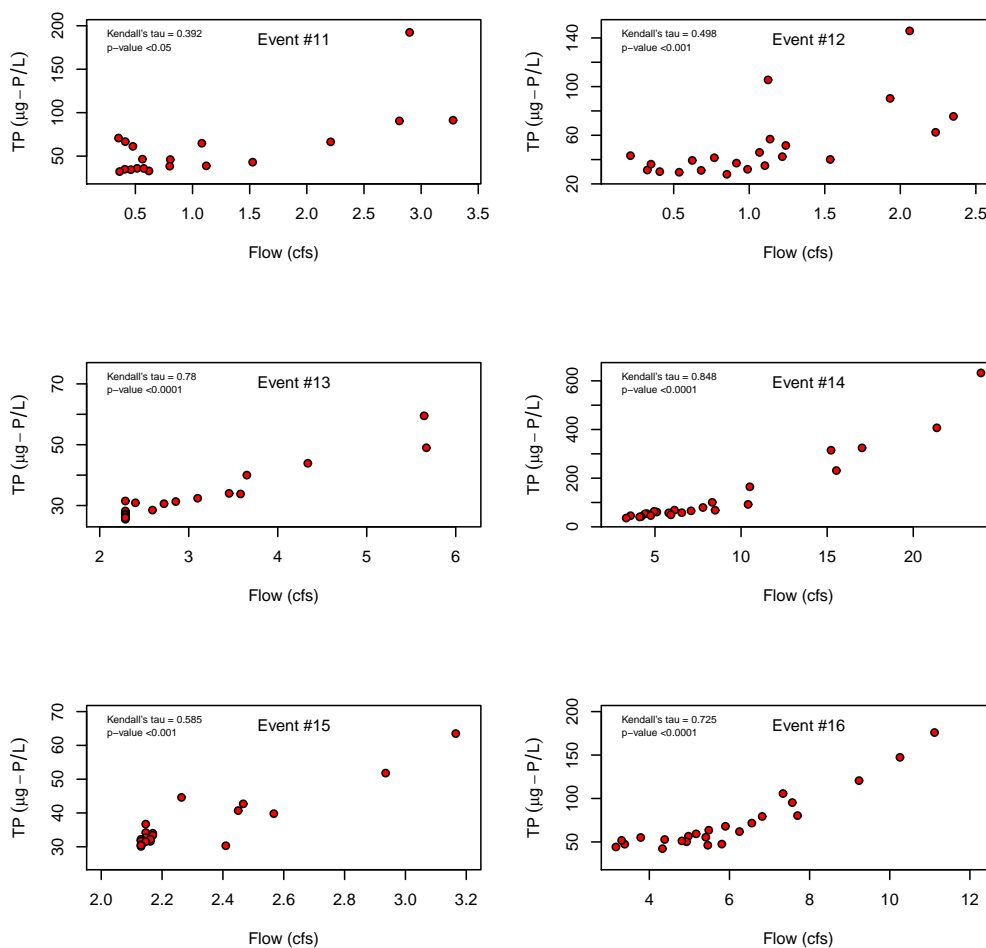 Kendall's tau = 0.392
p−value <0.05
Event #11
TP (µg−P/L)
50
100
150
200
0.5
1.0
1.5
2.0
2.5
3.0
3.5
Flow (cfs)
Kendall's tau = 0.498
p−value <0.001
Event #12
TP (µg−P/L)
20
60
100
140
0.5
1.0
1.5
2.0
2.5
Flow (cfs)
Kendall's tau = 0.78
p−value <0.0001
Event #13
TP (µg−P/L)
30
50
70
2
3
4
5
6
Flow (cfs)
Kendall's tau = 0.848
p−value <0.0001
Event #14
TP (µg−P/L)
0
200
400
600
5
10
15
20
Flow (cfs)
Kendall's tau = 0.585
p−value <0.001
Event #15
TP (µg−P/L)
30
40
50
60
70
2.0
2.2
2.4
2.6
2.8
3.0
3.2
Flow (cfs)
Kendall's tau = 0.725
p−value <0.0001
Event #16
TP (µg−P/L)
50
100
150
200
4
6
8
10
12
Flow (cfs)